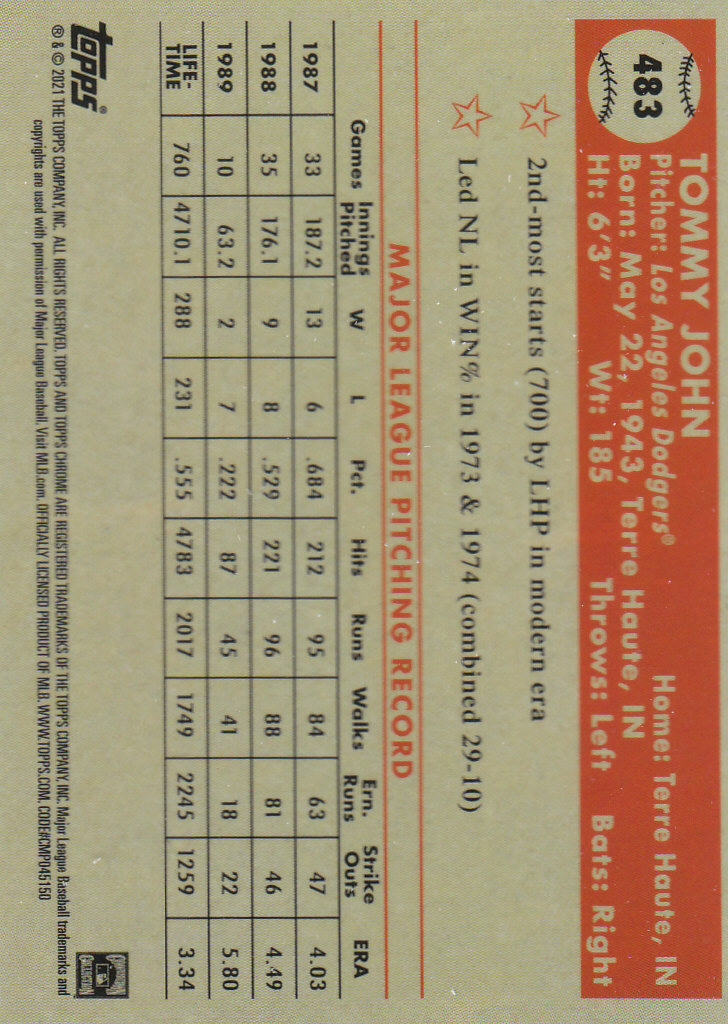 483
TOMMY JOHN
Pitcher: Los Angeles Dodgers® Home: Terre Haute, IN
Born: May 22, 1943, Terre Haute, IN
Ht: 6'3" Wt: 185 Throws: Left Bats: Right
2nd-most starts (700) by LHP in modern era
Led NL in WIN% in 1973 & 1974 (combined 29-10)
MAJOR LEAGUE PITCHING RECORD
Games Innings Pitched W L Pct. Hits Runs Walks Ern. Runs Strike Outs ERA
1987 33 187.2 13 6 .684 212 95 84 63 47 4.03
1988 35 176.1 9 8 .529 221 96 88 81 46 4.49
1989 10 63.2 2 7 .222 87 45 41 18 22 5.80
LIFE-TIME 760 4710.1 288 231 .555 4783 2017 1749 2245 1259 3.34
topps®
® & © 2021 THE TOPPS COMPANY, INC. ALL RIGHTS RESERVED. TOPPS AND TOPPS CHROME ARE REGISTERED TRADEMARKS OF THE TOPPS COMPANY, INC. Major League Baseball trademarks and
copyrights are used with permission of Major League Baseball. Visit MLB.com. OFFICIALLY LICENSED PRODUCT OF MLB. WWW.TOPPS.COM. CODE#CMP045150